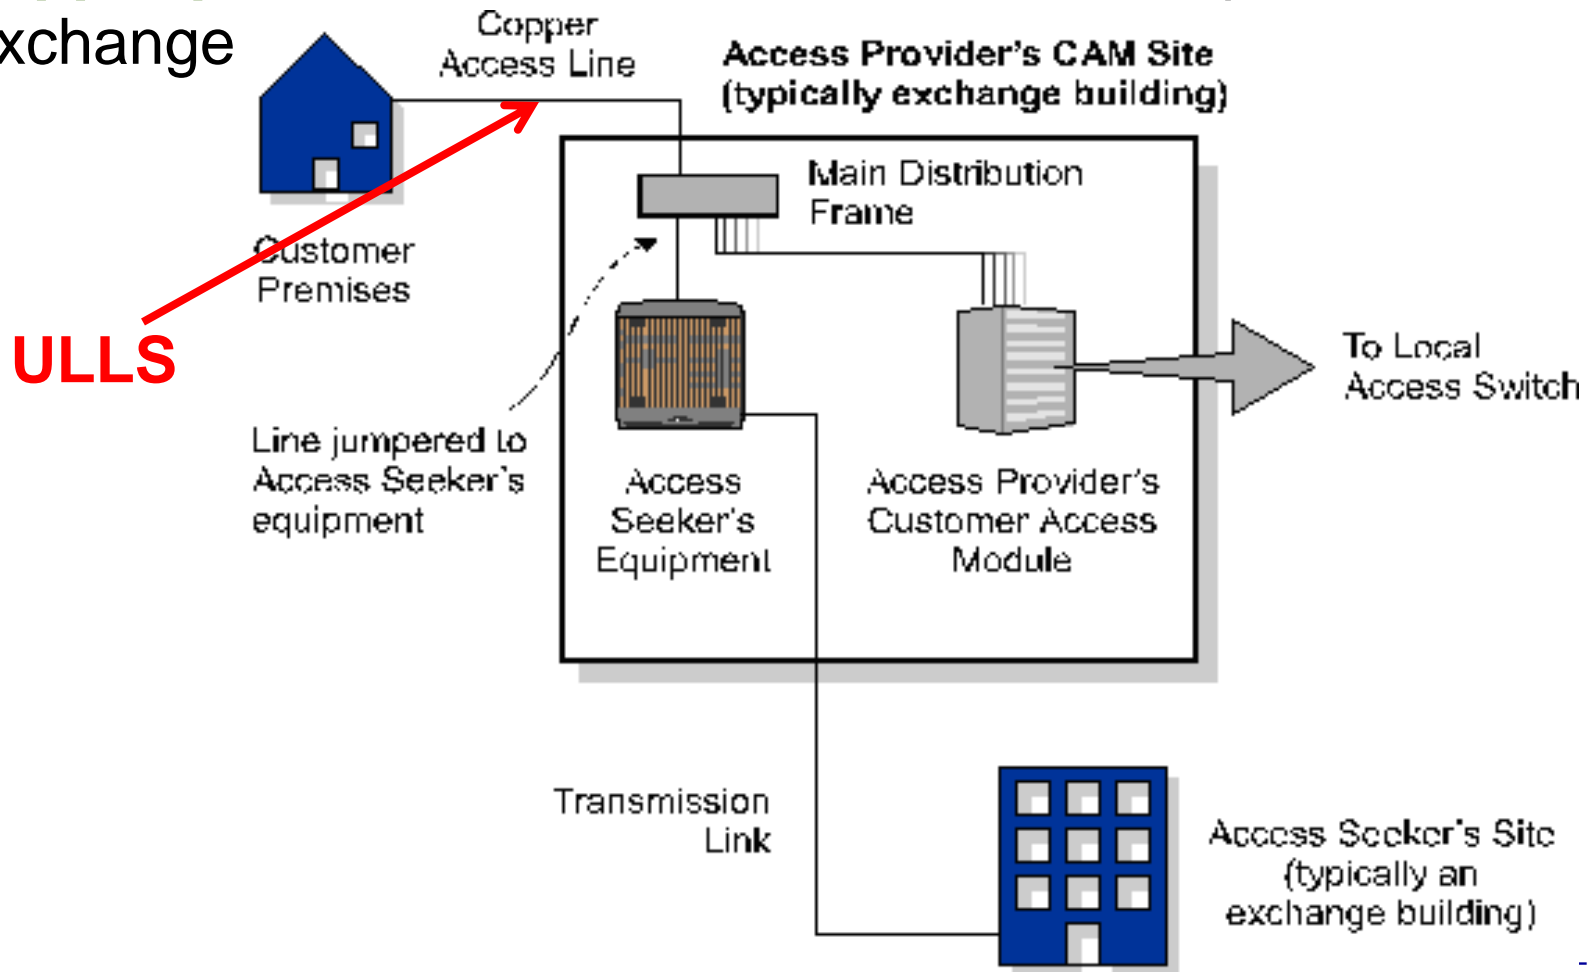 xchange
Copper
Access Line
Access Provider's CAM Site
(typically exchange building)
Main Distribution
Frame
Customer
Premises
ULLS
To Local
Access Switch
Line jumpered to
Access Seeker's
equipment
Access
Seeker's
Equipment
Access Provider's
Customer Access
Module
Transmission
Link
Access Seeker's Site
(typically an
exchange building)